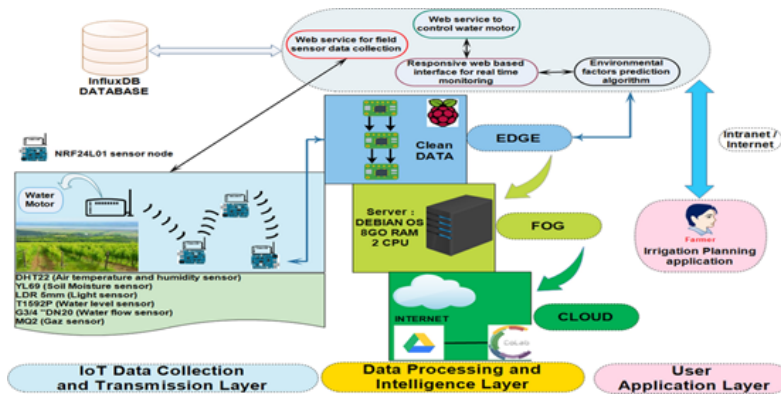 Web service to
control water motor
Web service for field
sensor data collection
Responsive web based
interface for real time
monitoring
Environmental
factors prediction
algorithm
InfluxDB
DATABASE
NRF24L01 sensor node
Clean
DATA
EDGE
Intranet /
Internet
Water
Motor
Server :
DEBIAN OS
8GO RAM
2 CPU
FOG
Farmer
Irrigation Planning
application
DHT22 (Air temperature and humidity sensor)
YL69 (Soil Moisture sensor)
LDR 5mm (Light sensor)
T1592P (Water level sensor)
G3/4 "DN20 (Water flow sensor)
MQ2 (Gaz sensor)
INTERNET
CLOUD
CoLab
IoT Data Collection
and Transmission Layer
Data Processing and
Intelligence Layer
User
Application Layer